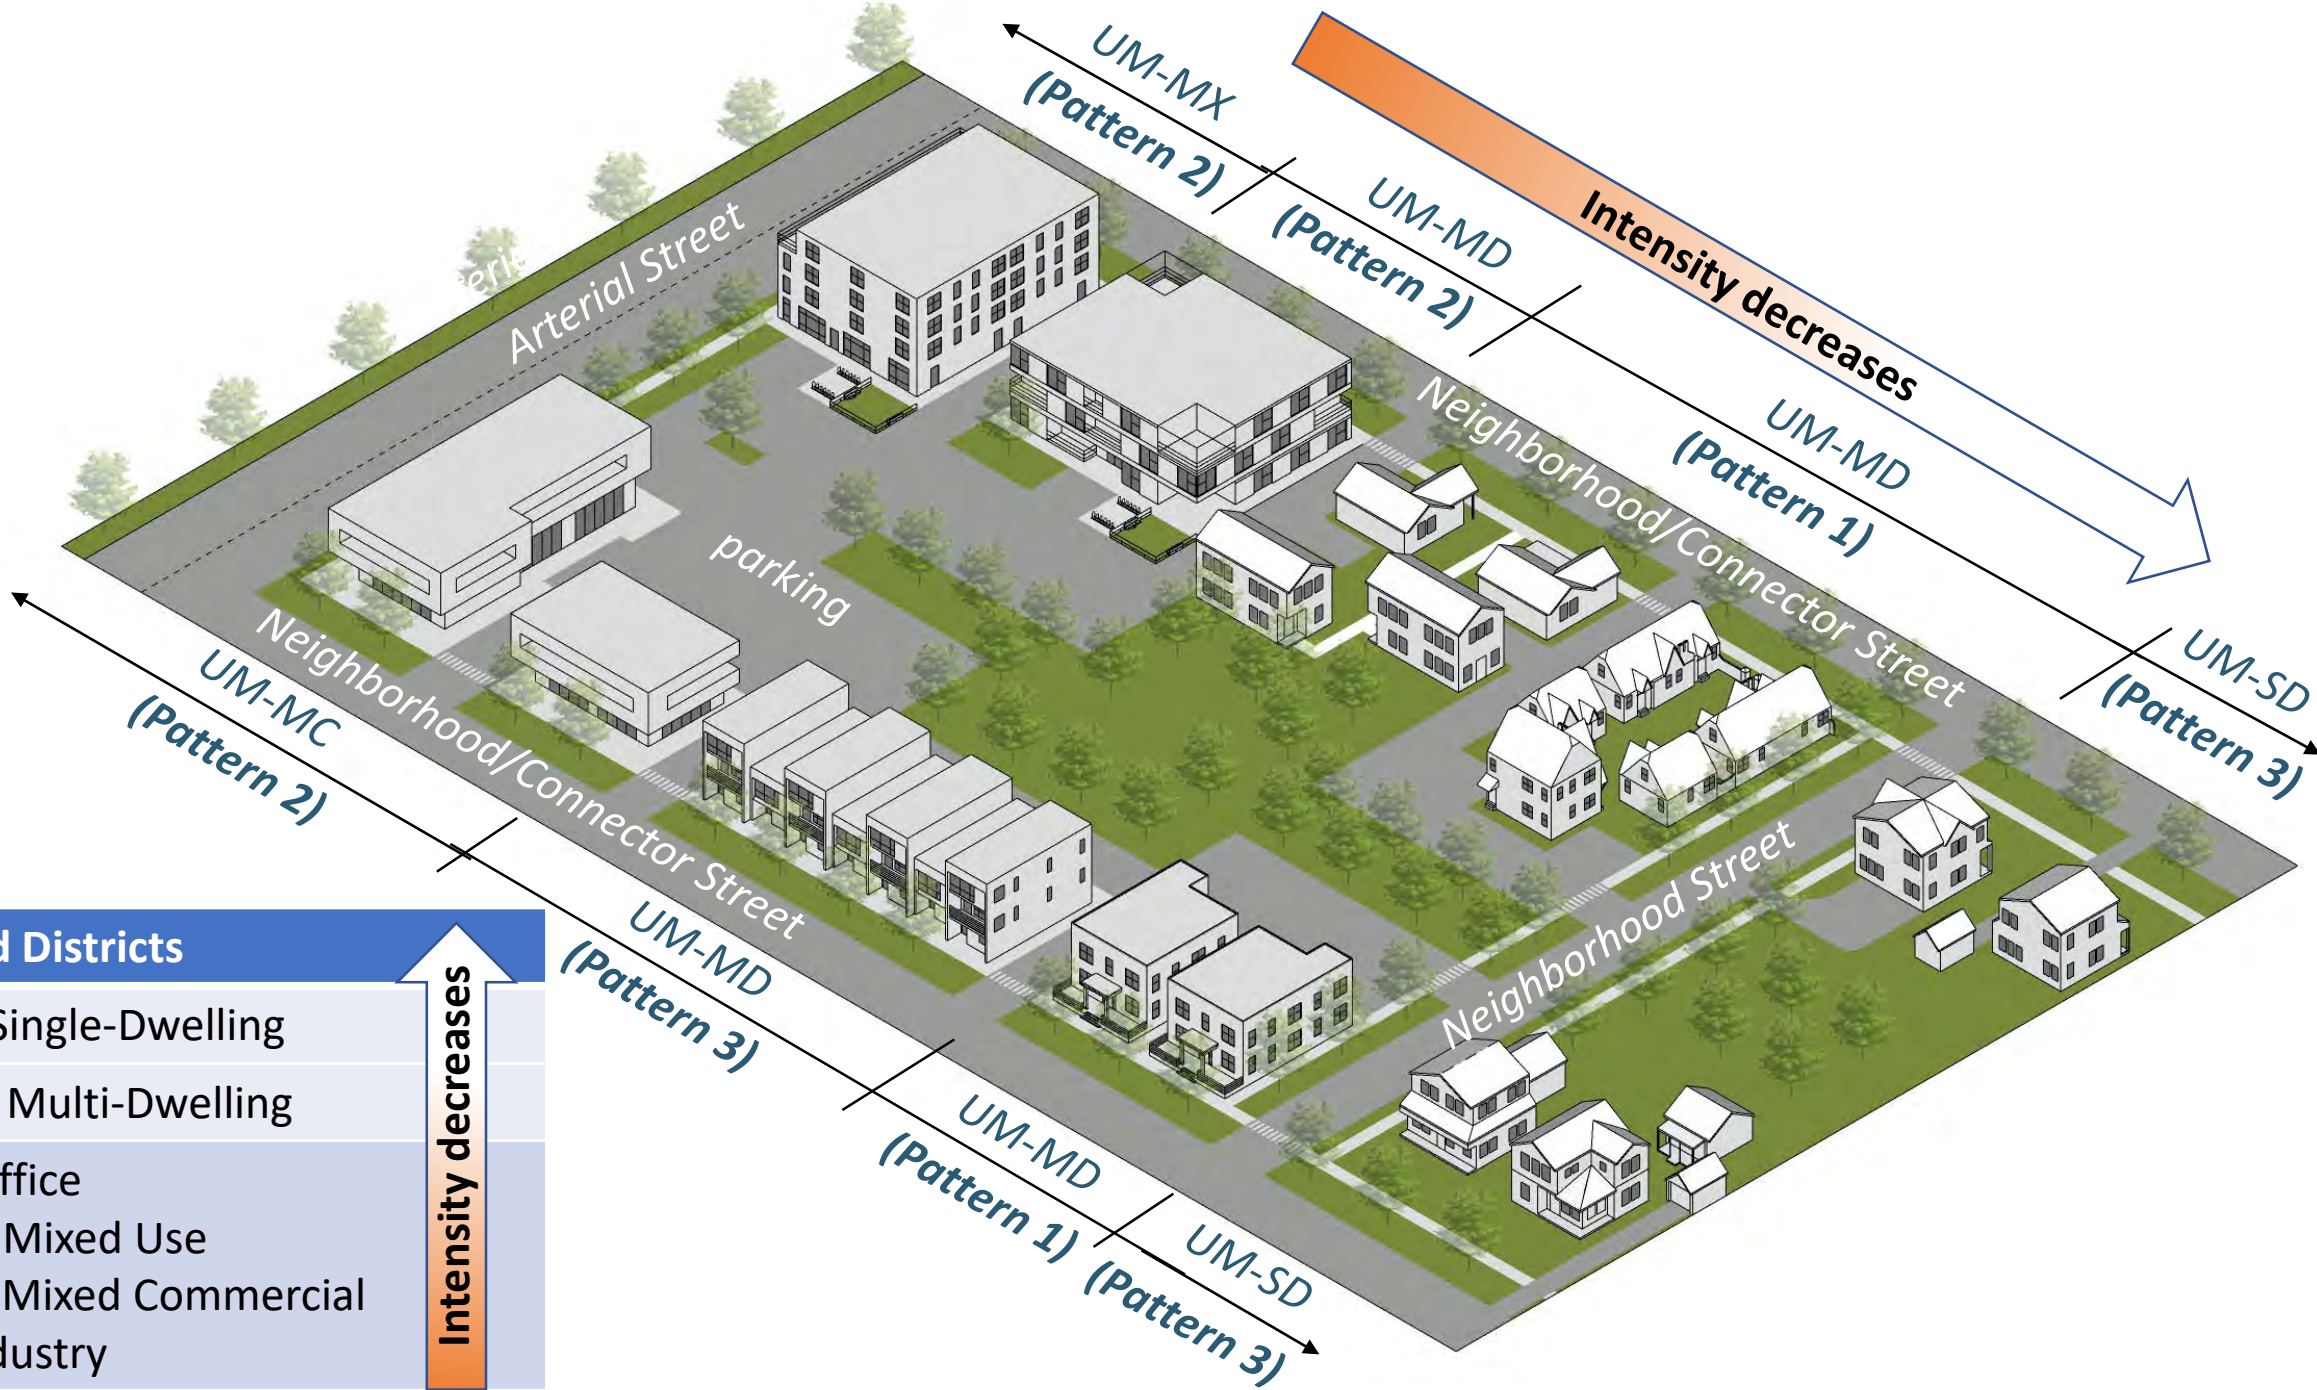 UM-MX
(Pattern 2)
UM-MD
(Pattern 2)
Intensity decreases
UM-MD
(Pattern 1)
UM-SD
(Pattern 3)
Arterial Street
Neighborhood/Connector Street
parking
Neighborhood/Connector Street
Neighborhood Street
UM-MC
(Pattern 2)
UM-MD
(Pattern 3)
UM-MD
(Pattern 1)
UM-SD
(Pattern 3)
d Districts
Single-Dwelling
Multi-Dwelling
ffice
Mixed Use
Mixed Commercial
dustry
Intensity decreases